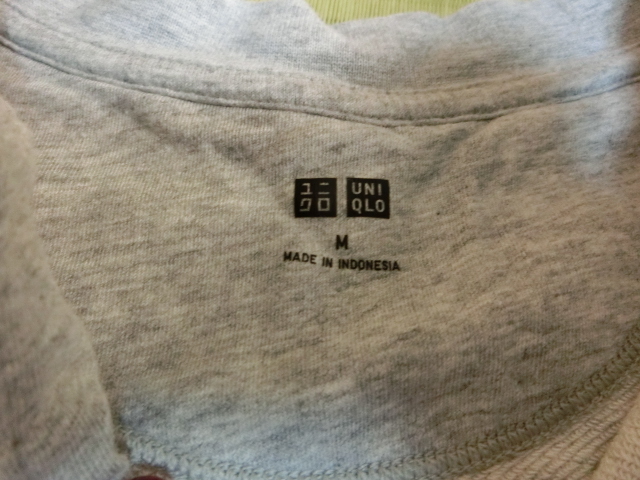 ユニ UNI
クロ QLO
M
MADE IN INDONESIA